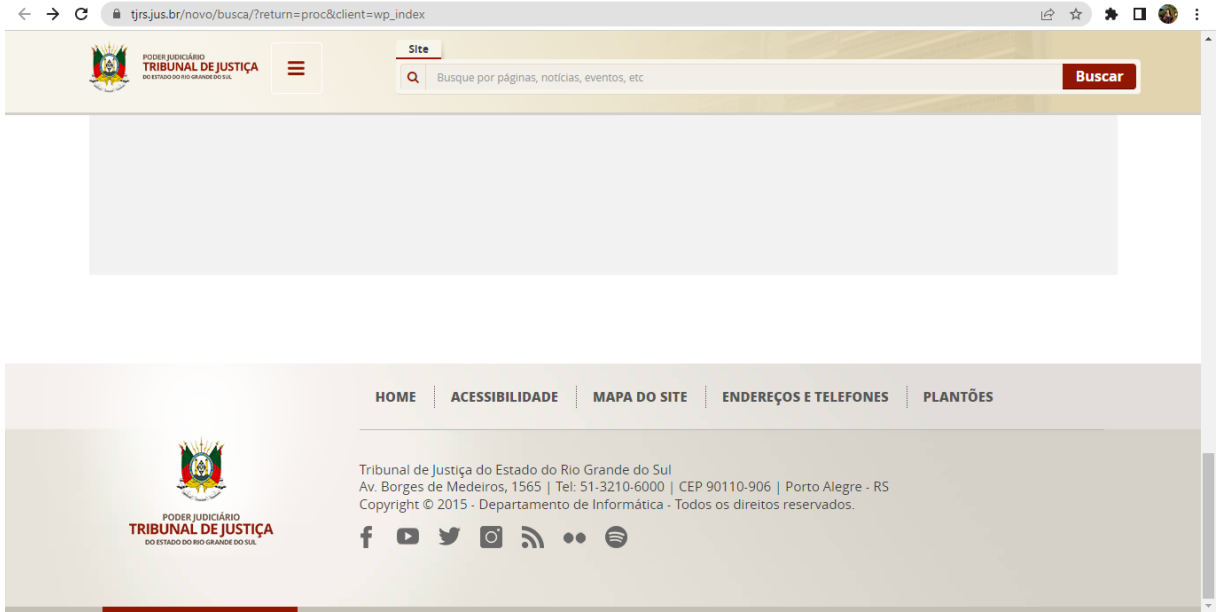 tjrs.jus.br/novo/busca/?return=proc&client=wp_index
Site
PODER JUDICIÁRIO
TRIBUNAL DE JUSTIÇA
DO ESTADO DO RIO GRANDE DO SUL
Busque por páginas, notícias, eventos, etc
Buscar
HOME
ACESSIBILIDADE
MAPA DO SITE
ENDEREÇOS E TELEFONES
PLANTÕES
Tribunal de Justiça do Estado do Rio Grande do Sul
Av. Borges de Medeiros, 1565 | Tel: 51-3210-6000 | CEP 90110-906 | Porto Alegre - RS
Copyright © 2015 - Departamento de Informática - Todos os direitos reservados.
PODER JUDICIÁRIO
TRIBUNAL DE JUSTIÇA
DO ESTADO DO RIO GRANDE DO SUL